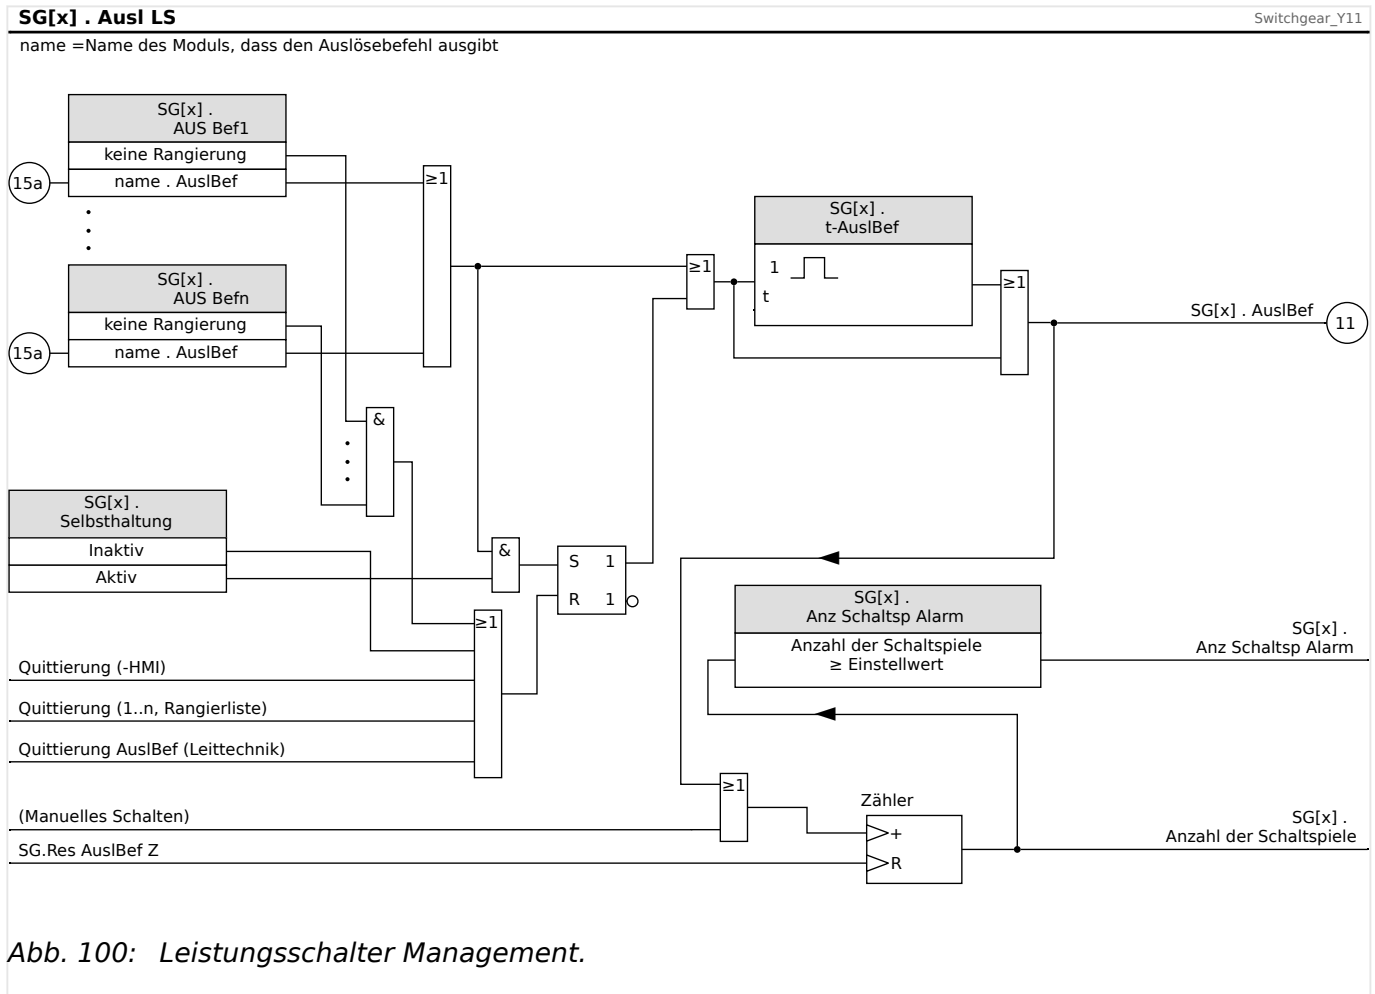 SG[x] . Ausl LS
Switchgear_Y11
name =Name des Moduls, dass den Auslösebefehl ausgibt
SG[x] .
AUS Bef1
keine Rangierung
15a
name . AuslBef
≥1
SG[x] .
t-AuslBef
1
t
≥1
≥1
SG[x] . AuslBef
11
SG[x] .
AUS Befn
keine Rangierung
15a
name . AuslBef
&
SG[x] .
Selbsthaltung
Inaktiv
Aktiv
&
S 1
R 1
≥1
Quittierung (-HMI)
Quittierung (1..n, Rangierliste)
Quittierung AuslBef (Leittechnik)
SG[x] .
Anz Schaltsp Alarm
Anzahl der Schaltspiele
≥ Einstellwert
SG[x] .
Anz Schaltsp Alarm
(Manuelles Schalten)
SG.Res AuslBef Z
≥1
Zähler
+
R
SG[x] .
Anzahl der Schaltspiele
Abb. 100: Leistungsschalter Management.